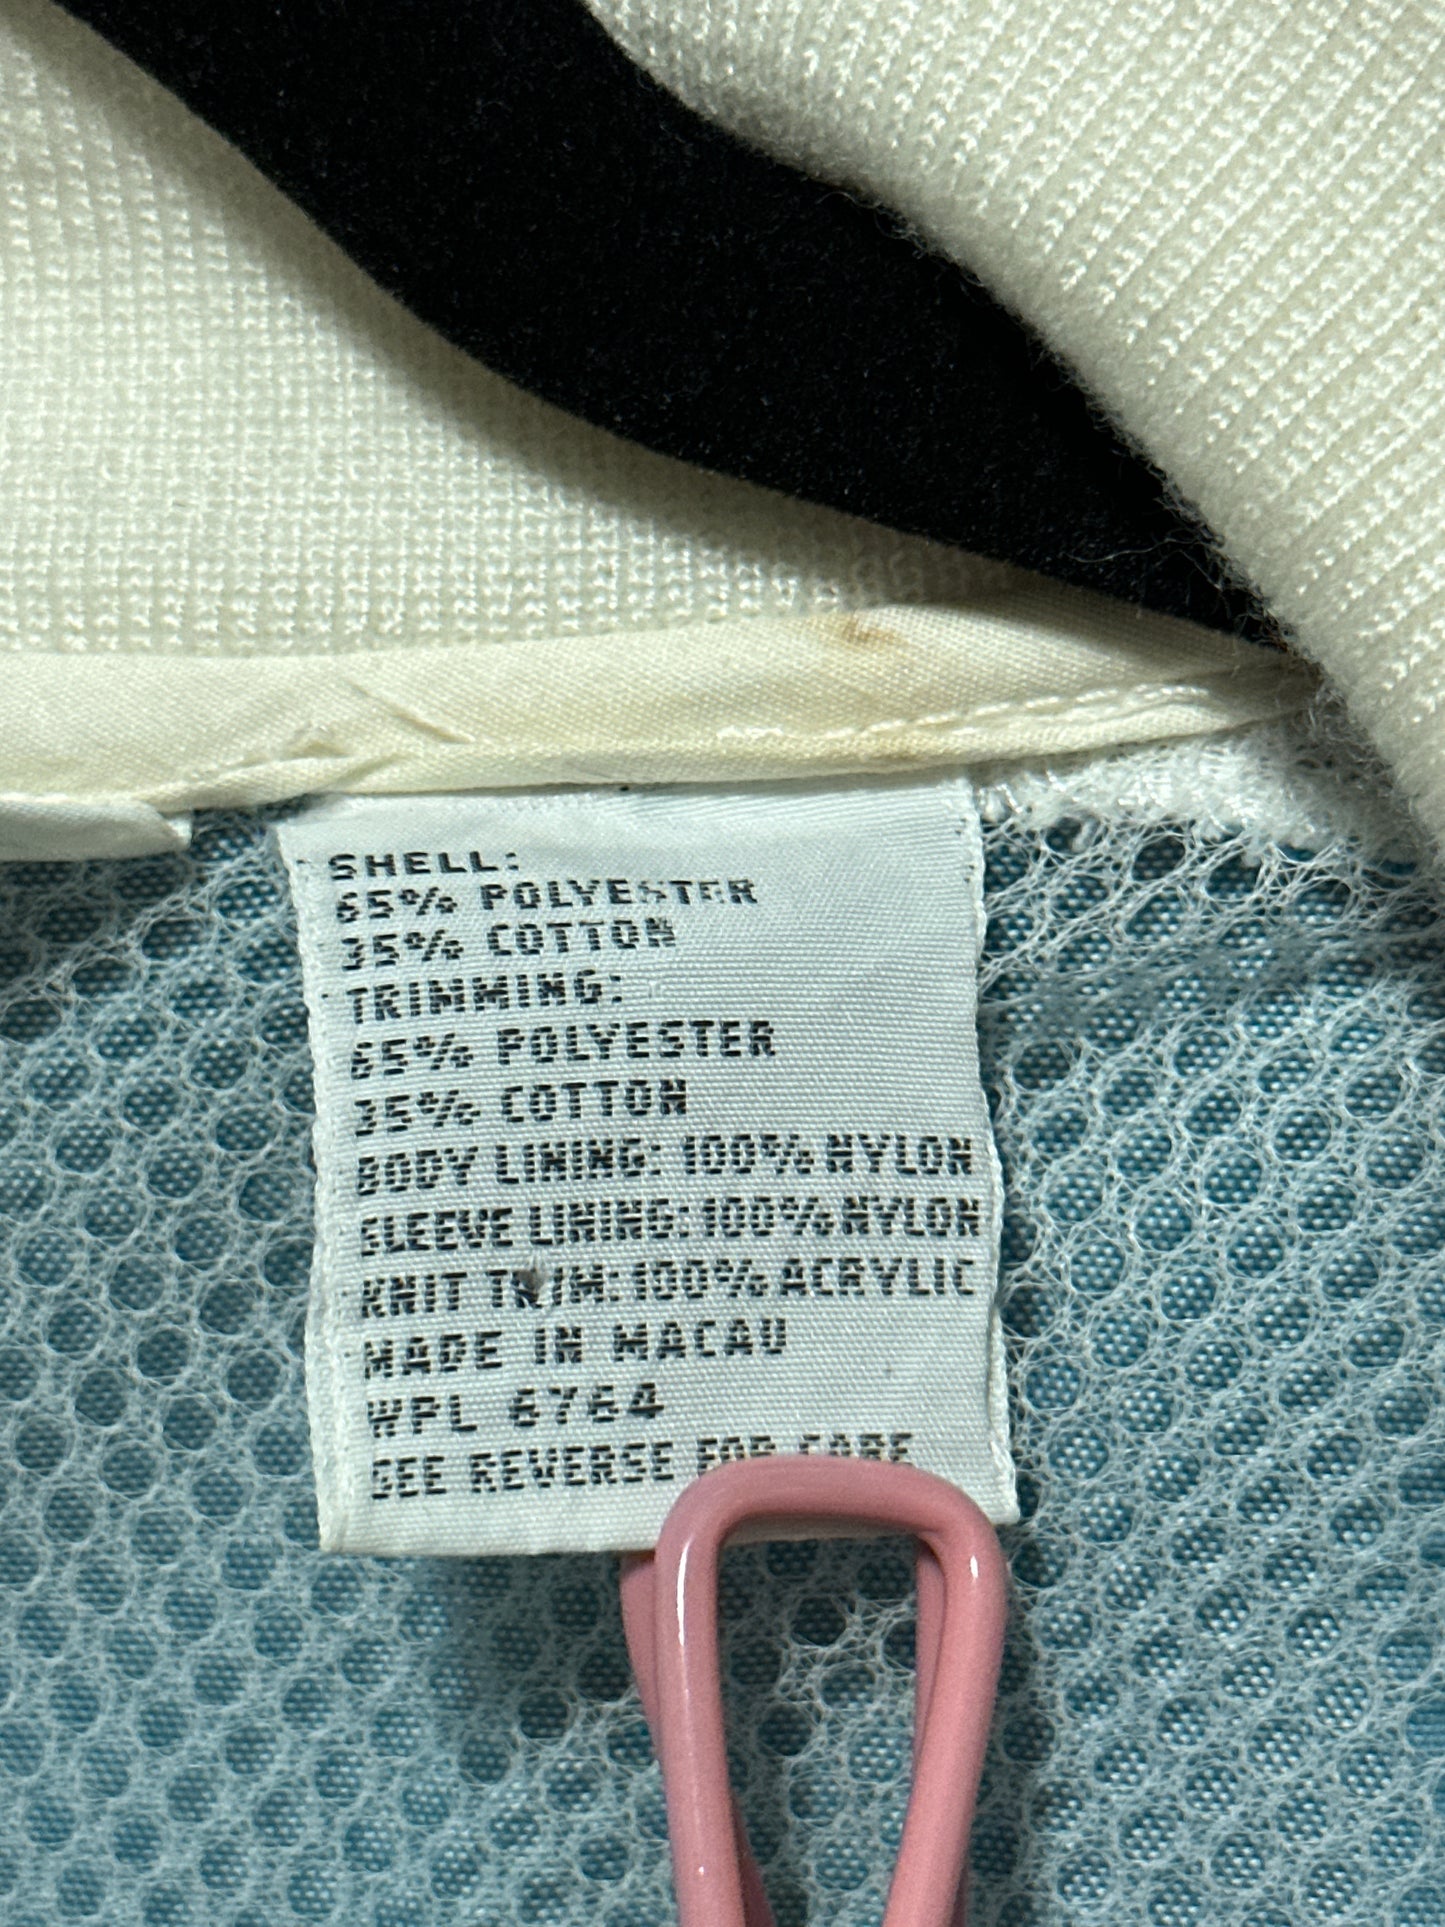 SHELL:
65% POLYESTER
35% COTTON
TRIMMING:
65% POLYESTER
35% COTTON
BODY LINING: 100% NYLON
SLEEVE LINING: 100% NYLON
KNIT TRIM: 100% ACRYLIC
MADE IN MACAU
WPL 6764
SEE REVERSE FOR CARE